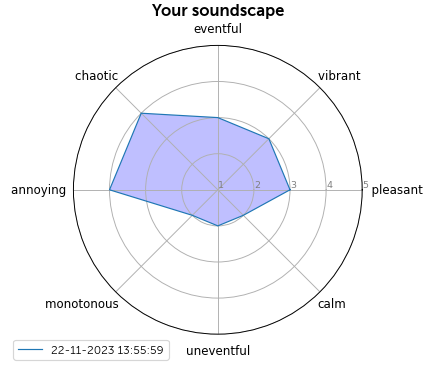 Your soundscape
eventful
chaotic
vibrant
annoying
1
2
3
4
5
pleasant
monotonous
calm
uneventful
22-11-2023 13:55:59